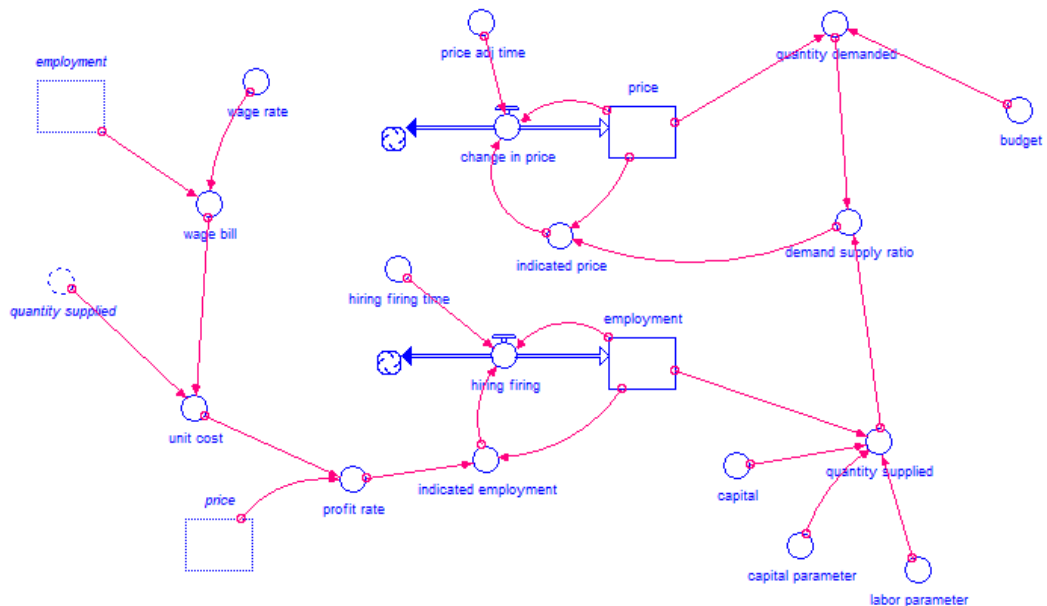 price adj time
quantity demanded
employment
price
wage rate
budget
change in price
wage bill
demand supply ratio
indicated price
hiring firing time
quantity supplied
employment
hiring firing
unit cost
quantity supplied
indicated employment
capital
price
profit rate
capital parameter
labor parameter